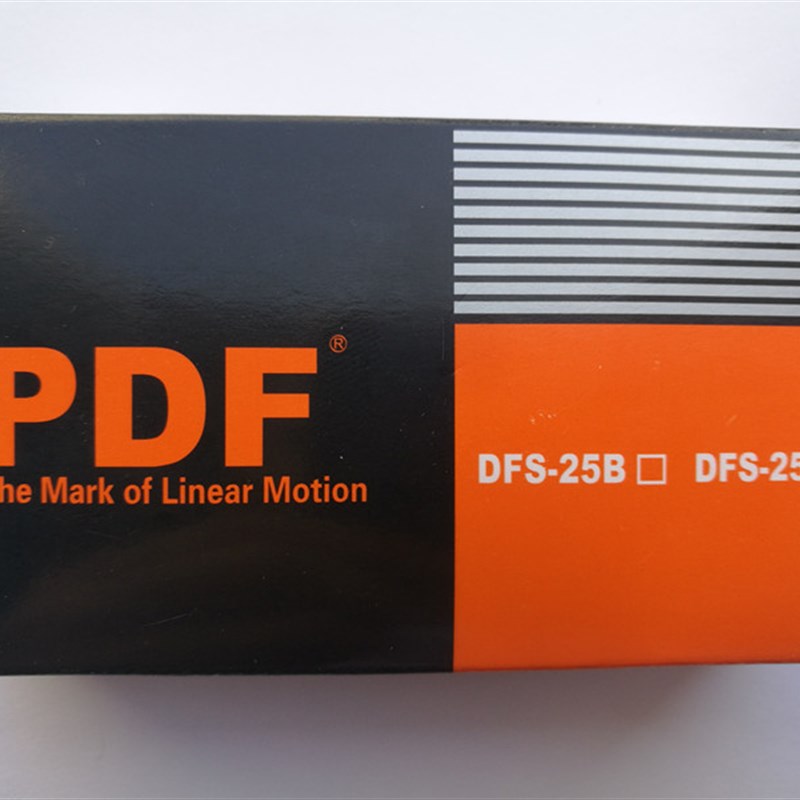 PDF®
he Mark of Linear Motion
DFS-25B □ DFS-25